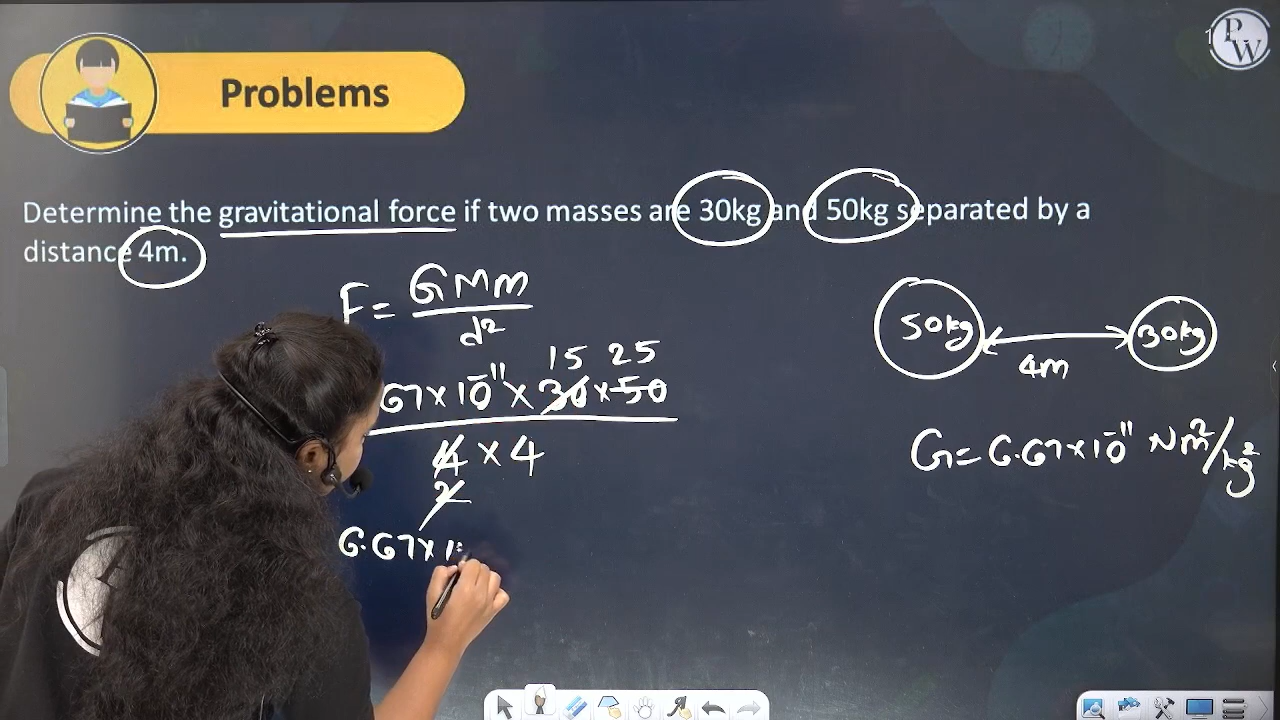 PW
Problems
Determine the gravitational force if two masses are 30kg and 50kg separated by a
distance 4m.
F = GMm
d²
50kg
4m
30kg
15 25
67 × 10⁻¹¹ × 30 × 50
4 × 4
2
G = 6.67 × 10⁻¹¹ Nm²/kg²
6.67 × 1